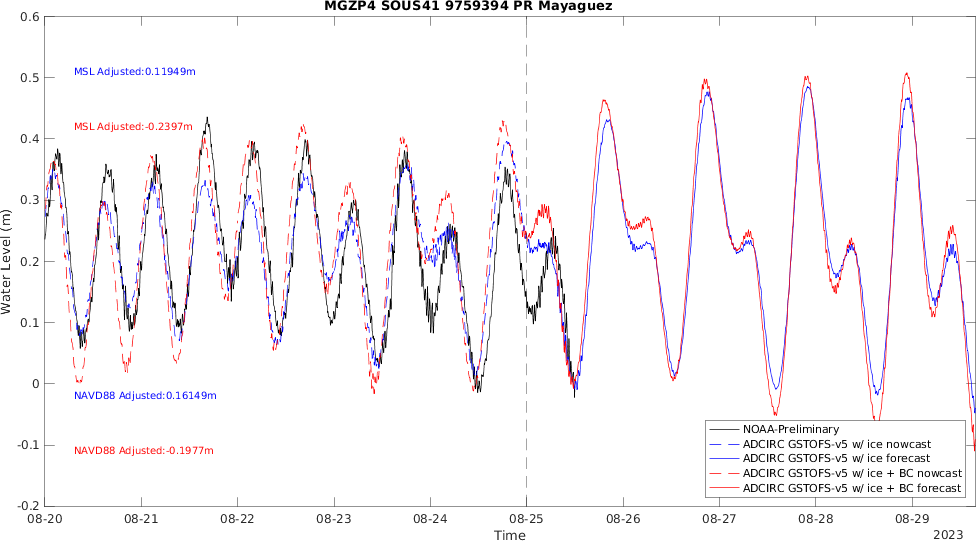 MGZP4 SOUS41 9759394 PR Mayaguez
0.6
0.5
0.4
0.3
0.2
0.1
0
-0.1
-0.2
Water Level (m)
MSL Adjusted:0.11949m
MSL Adjusted:-0.2397m
NAVD88 Adjusted:0.16149m
NAVD88 Adjusted:-0.1977m
NOAA-Preliminary
ADCIRC GSTOFS-v5 w/ ice nowcast
ADCIRC GSTOFS-v5 w/ ice forecast
ADCIRC GSTOFS-v5 w/ice + BC nowcast
ADCIRC GSTOFS-v5 w/ice + BC forecast
08-20 08-21 08-22 08-23 08-24 08-25 08-26 08-27 08-28 08-29
Time
2023